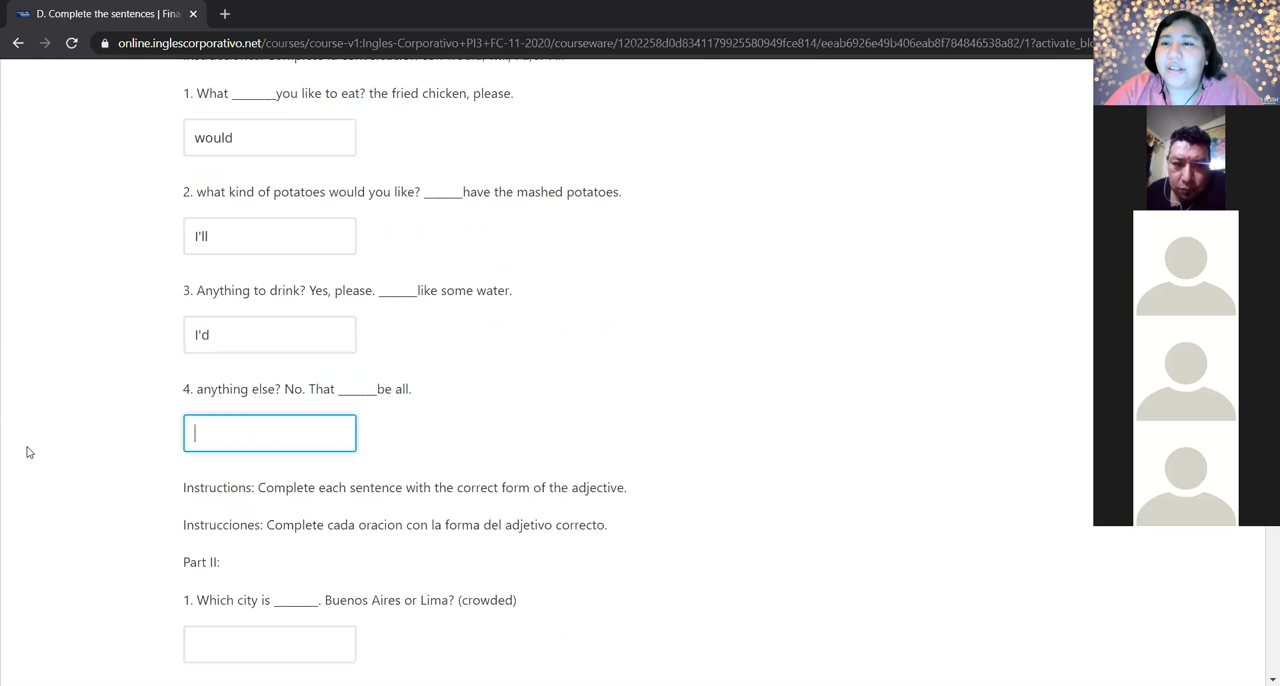 D. Complete the sentences | Fina
online.inglescorporativo.net/courses/course-v1:Ingles-Corporativo+PI3+FC-11-2020/courseware/1202258d0d8341179925580949fce814/eeab6926e49b406eab8f784846538a82/1?activate_blo
1. What _______you like to eat? the fried chicken, please.
would
2. what kind of potatoes would you like? ______have the mashed potatoes.
I'll
3. Anything to drink? Yes, please. ______like some water.
I'd
4. anything else? No. That ______be all.
Instructions: Complete each sentence with the correct form of the adjective.
Instrucciones: Complete cada oracion con la forma del adjetivo correcto.
Part II:
1. Which city is _______. Buenos Aires or Lima? (crowded)